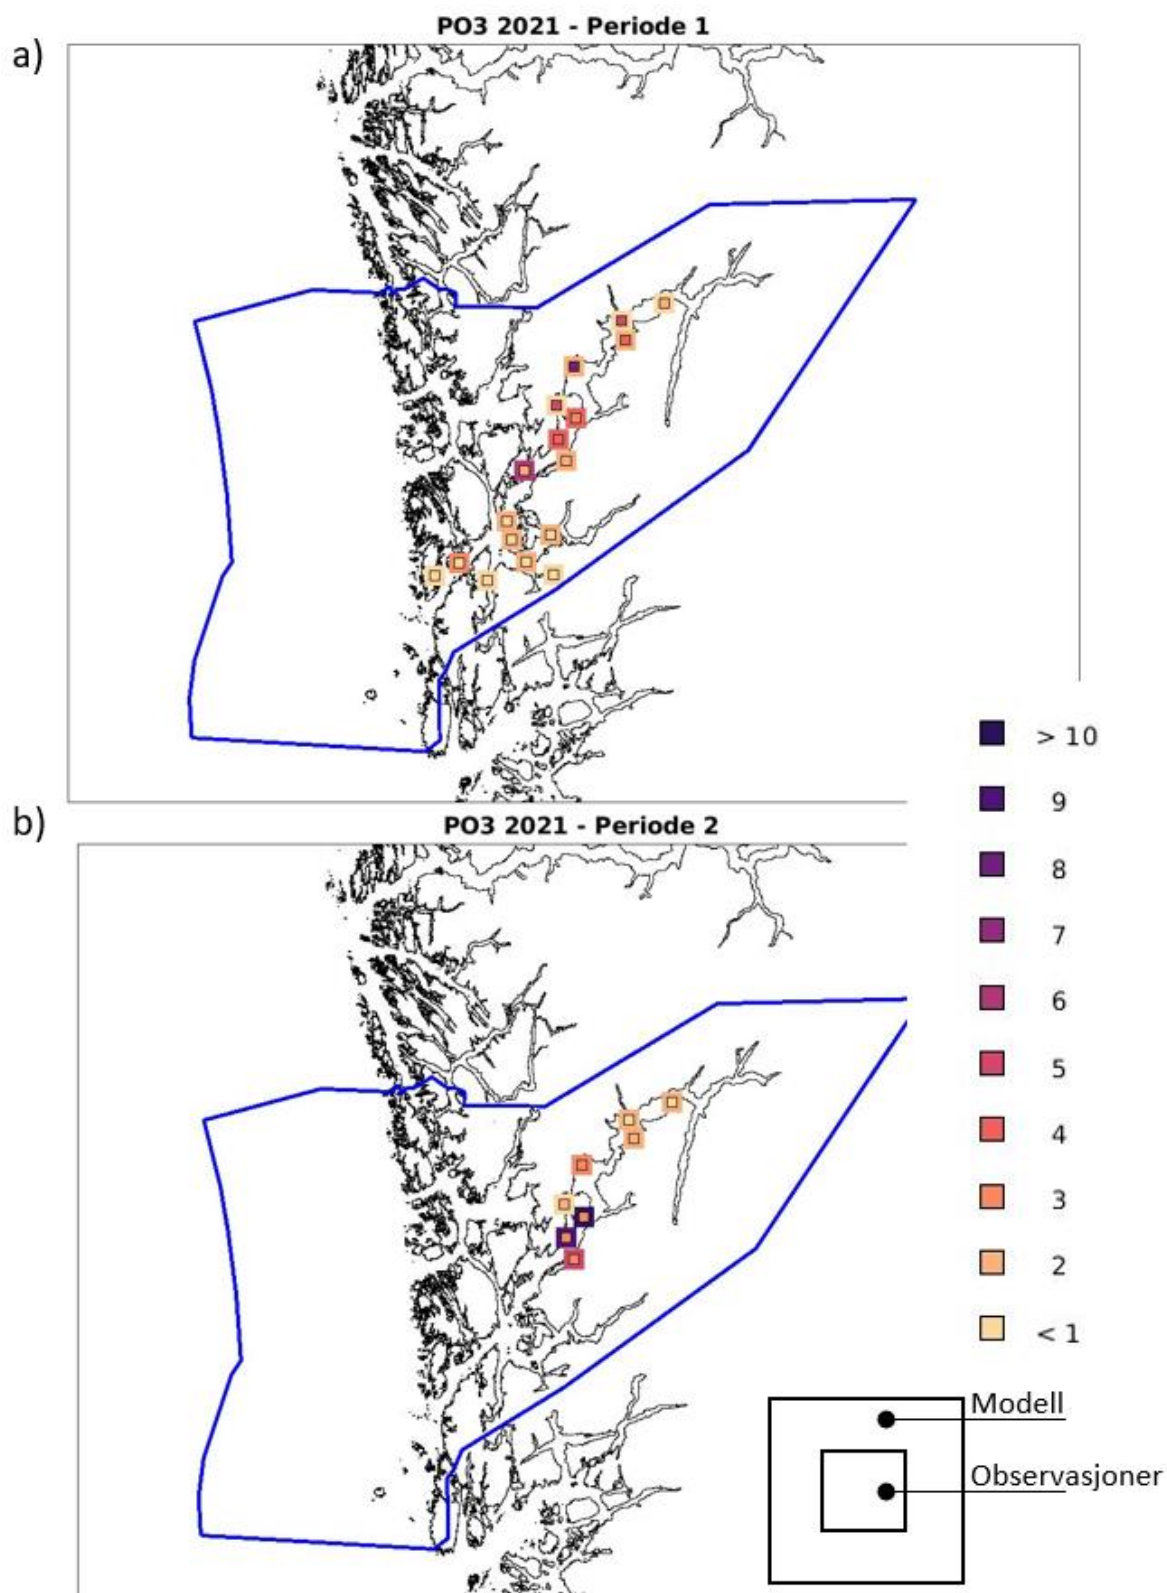 PO3 2021 - Periode 1
a)
> 10
9
8
7
6
5
4
3
2
< 1
b)
PO3 2021 - Periode 2
Modell
Observasjoner